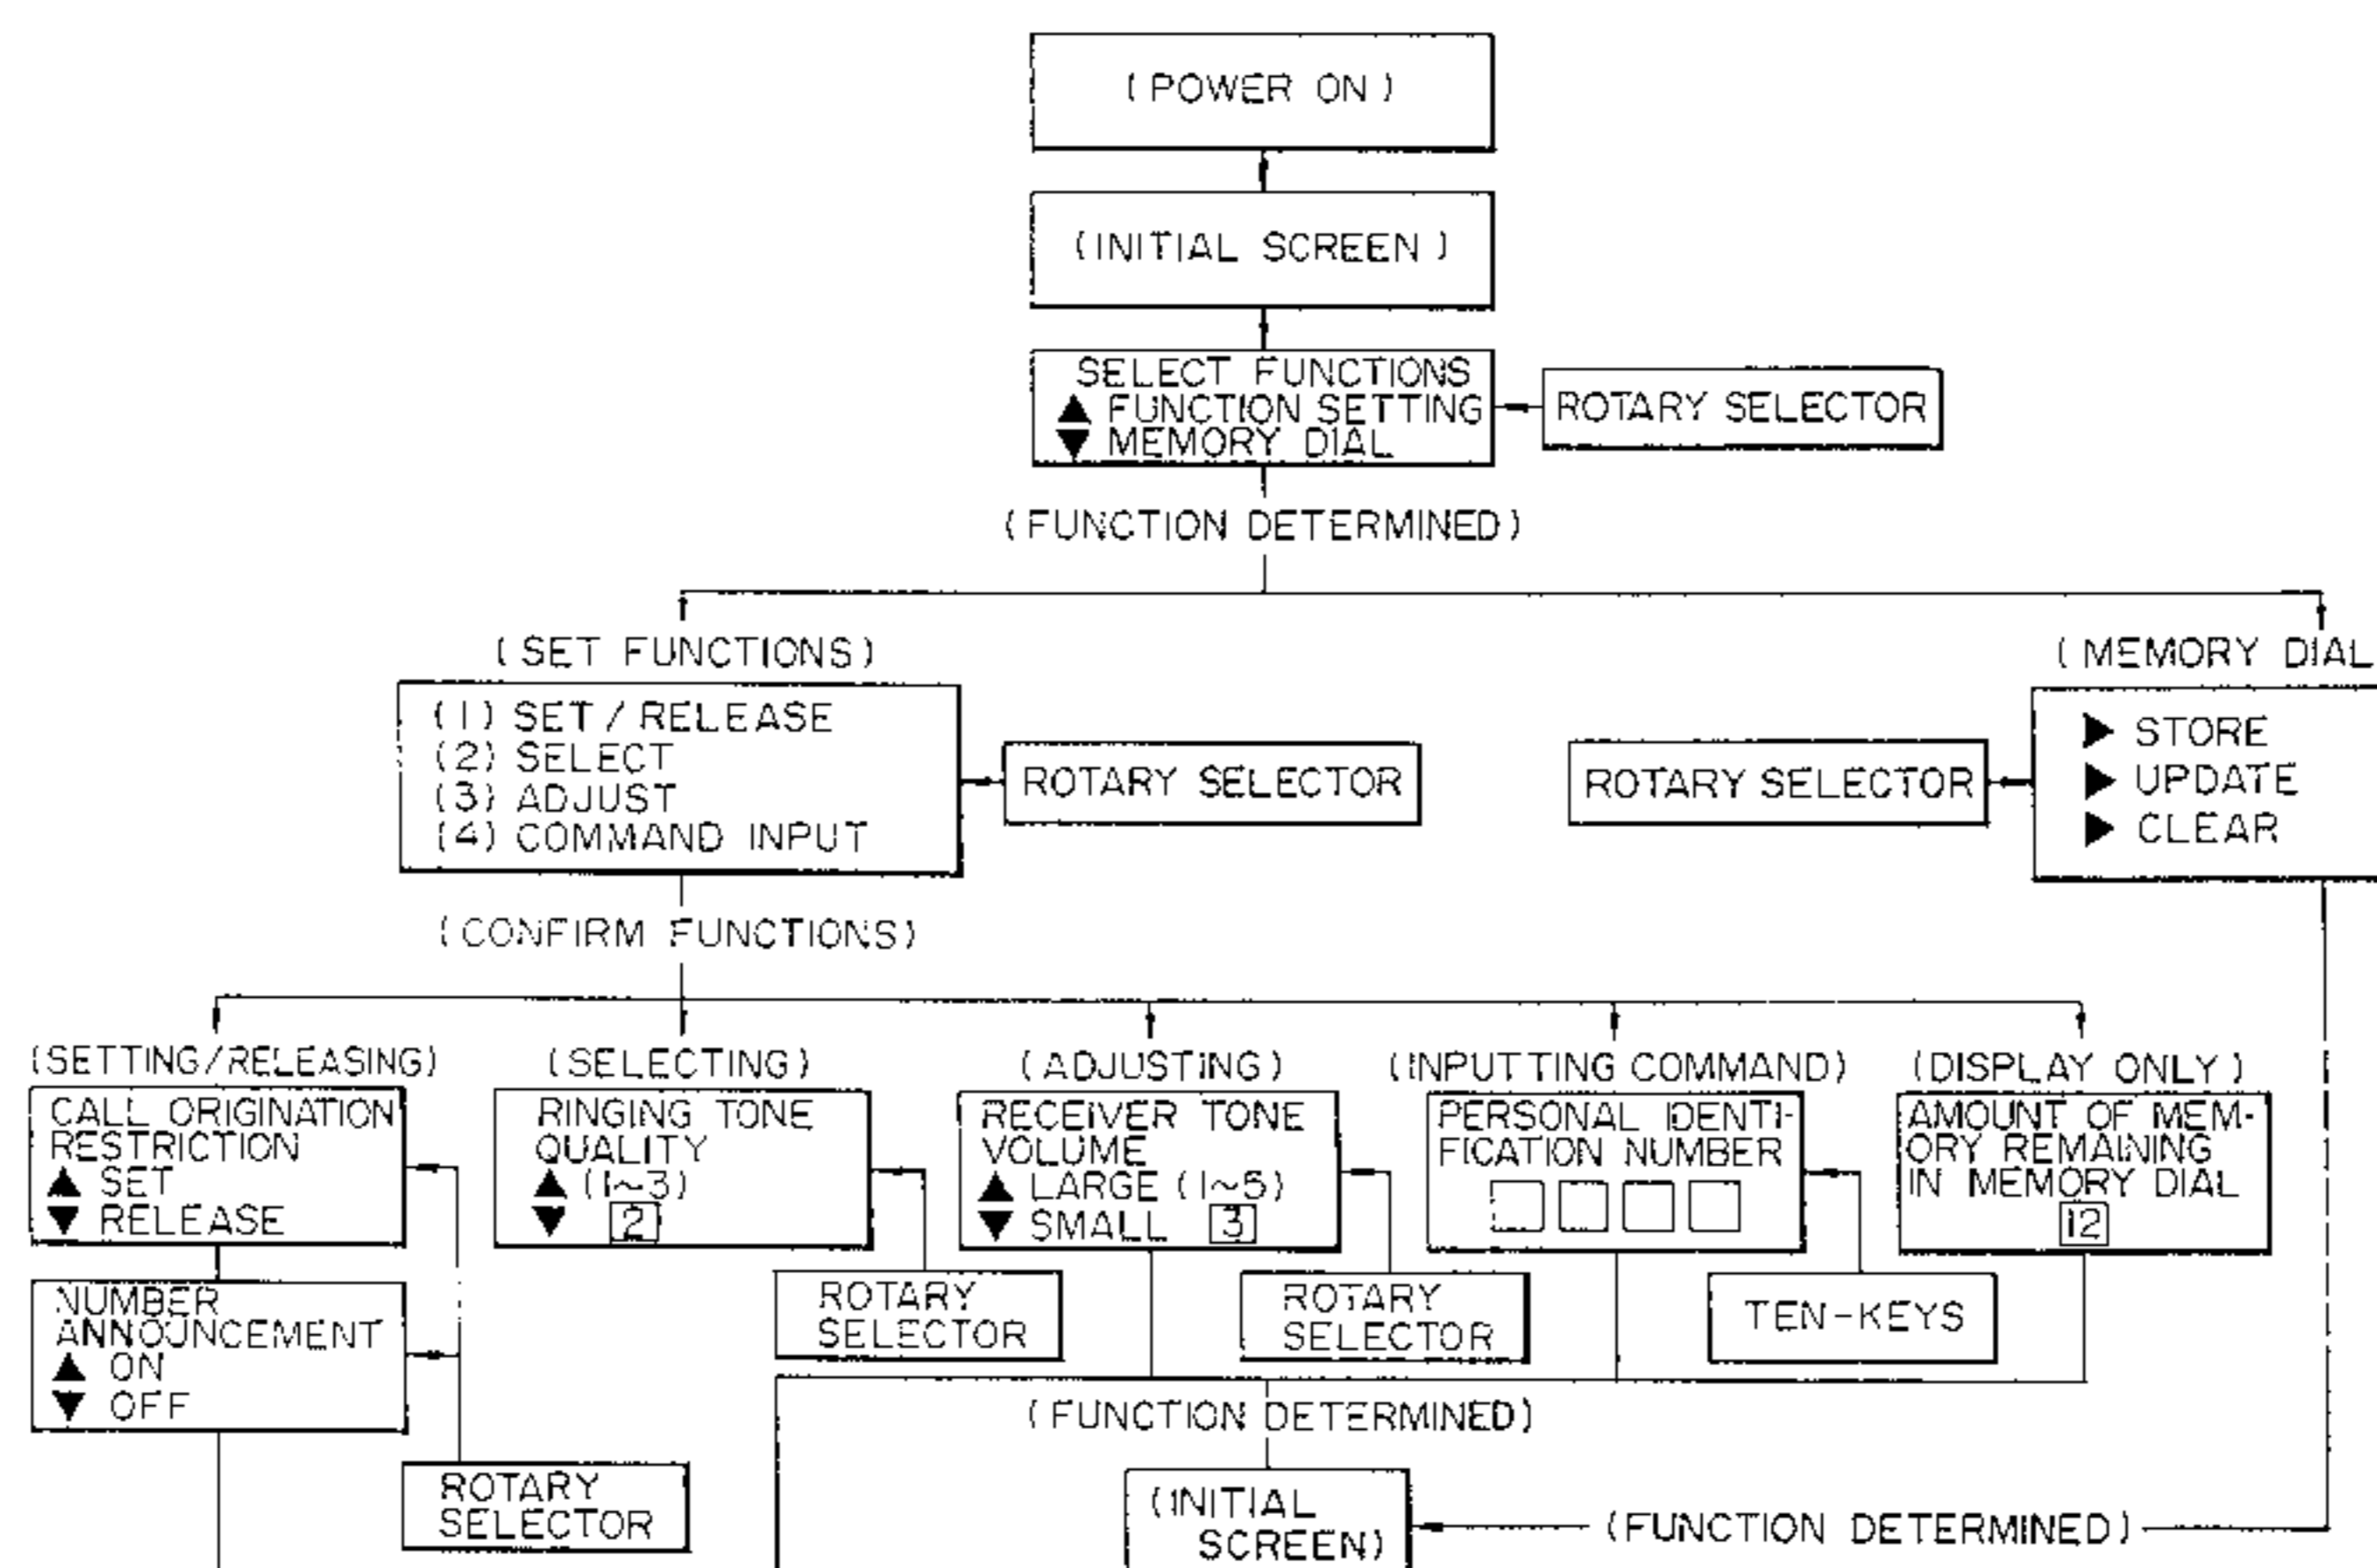 (POWER ON)
(INITIAL SCREEN)
SELECT FUNCTIONS
▲ FUNCTION SETTING
▼ MEMORY DIAL
ROTARY SELECTOR
(FUNCTION DETERMINED)
(SET FUNCTIONS)
(1) SET / RELEASE
(2) SELECT
(3) ADJUST
(4) COMMAND INPUT
ROTARY SELECTOR
ROTARY SELECTOR
(MEMORY DIAL
▶ STORE
▶ UPDATE
▶ CLEAR
(CONFIRM FUNCTIONS)
(SETTING/RELEASING)
CALL ORIGINATION
RESTRICTION
▲ SET
▼ RELEASE
NUMBER
ANNOUNCEMENT
▲ ON
▼ OFF
ROTARY
SELECTOR
(SELECTING)
RINGING TONE
QUALITY
▲ (1~3)
▼ 2
ROTARY
SELECTOR
(ADJUSTING)
RECEIVER TONE
VOLUME
▲ LARGE (1~5)
▼ SMALL 3
ROTARY
SELECTOR
(INPUTTING COMMAND)
PERSONAL IDENTI-
FICATION NUMBER
TEN-KEYS
(DISPLAY ONLY)
AMOUNT OF MEM-
ORY REMAINING
IN MEMORY DIAL
12
(FUNCTION DETERMINED)
(INITIAL
SCREEN)
(FUNCTION DETERMINED)